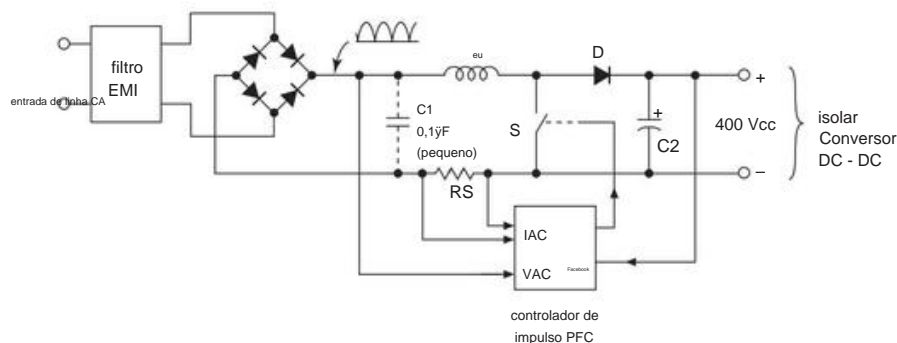 filtro
EMI
entrada de linha CA
C1
0,1ÿF
(pequeno)
eu
D
S
+
C2
RS
+
400 Vcc
–
isolar
Conversor
DC - DC
IAC
VAC
Facebook
controlador de
impulso PFC